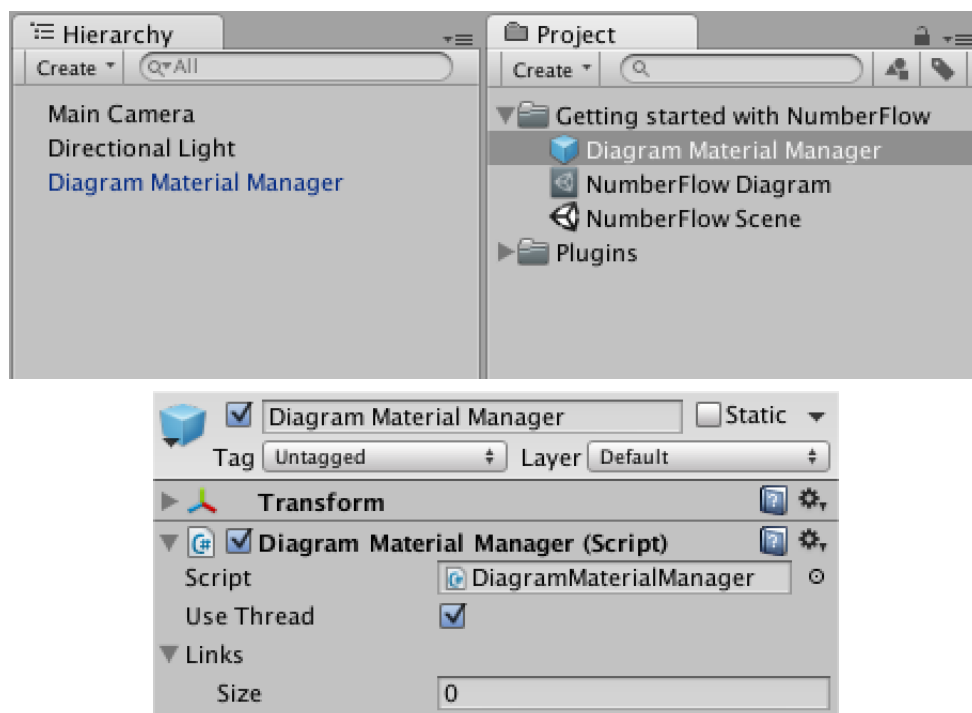 Hierarchy
Create All
Main Camera
Directional Light
Diagram Material Manager
Project
Create
Getting started with NumberFlow
Diagram Material Manager
NumberFlow Diagram
NumberFlow Scene
Plugins
Diagram Material Manager Static
Tag Untagged Layer Default
Transform
C# Diagram Material Manager (Script)
Script DiagramMaterialManager
Use Thread
Links
Size 0